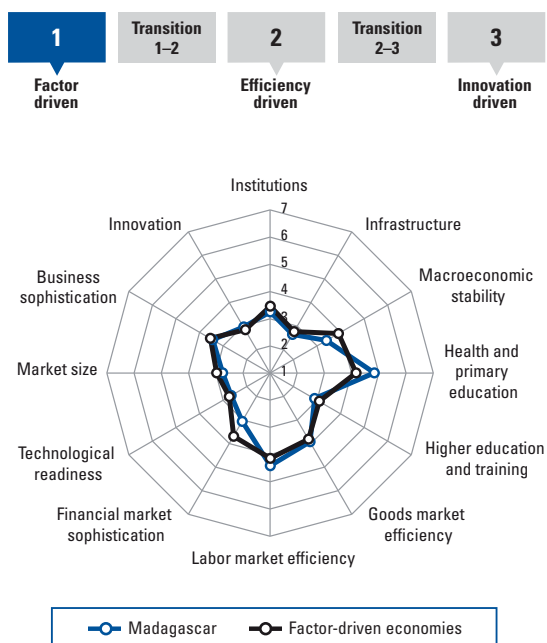 1
Transition
1–2
2
Transition
2–3
3
Factor
driven
Efficiency
driven
Innovation
driven
Institutions
7
Innovation
6
Infrastructure
5
Business
sophistication
4
Macroeconomic
stability
3
2
Market size
1
Health and
primary
education
Technological
readiness
Higher education
and training
Financial market
sophistication
Goods market
efficiency
Labor market efficiency
Madagascar
Factor-driven economies